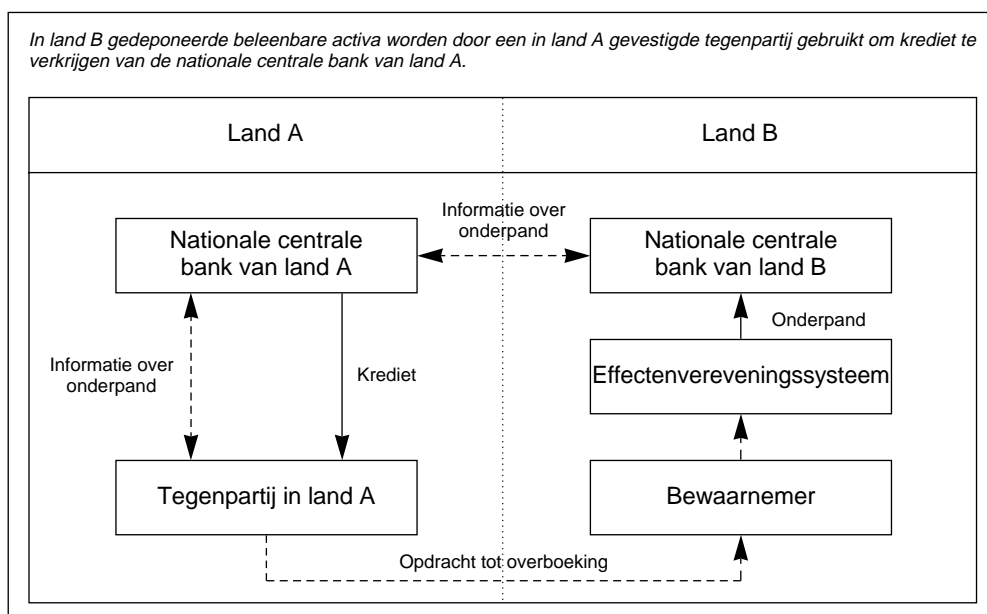 In land B gedeponeerde beleenbare activa worden door een in land A gevestigde tegenpartij gebruikt om krediet te
verkrijgen van de nationale centrale bank van land A.
Land A
Land B
Informatie over
onderpand
Nationale centrale
bank van land A
Nationale centrale
bank van land B
Onderpand
Informatie over
onderpand
Krediet
Effectenvereveningssysteem
Tegenpartij in land A
Bewaarnemer
Opdracht tot overboeking